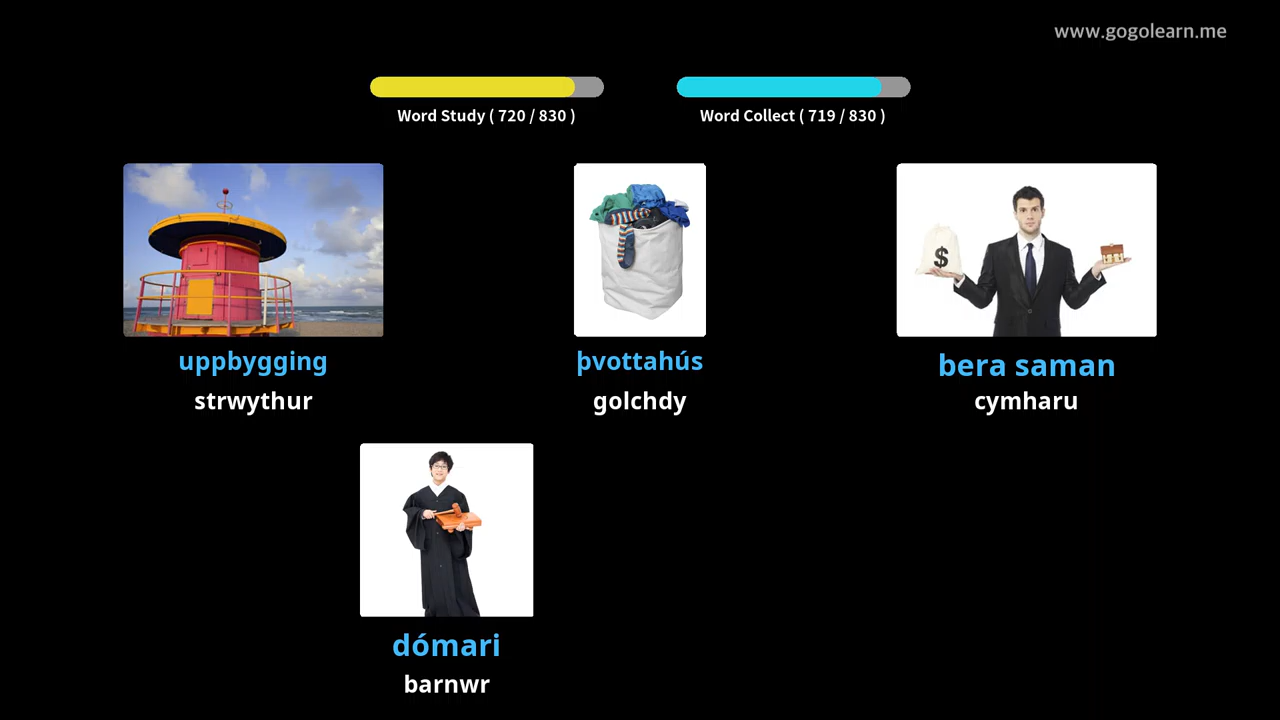 www.gogolearn.me
Word Study ( 720 / 830 )
Word Collect ( 719 / 830 )
uppbygging
strwythur
þvottahús
golchdy
bera saman
cymharu
$
dómari
barnwr